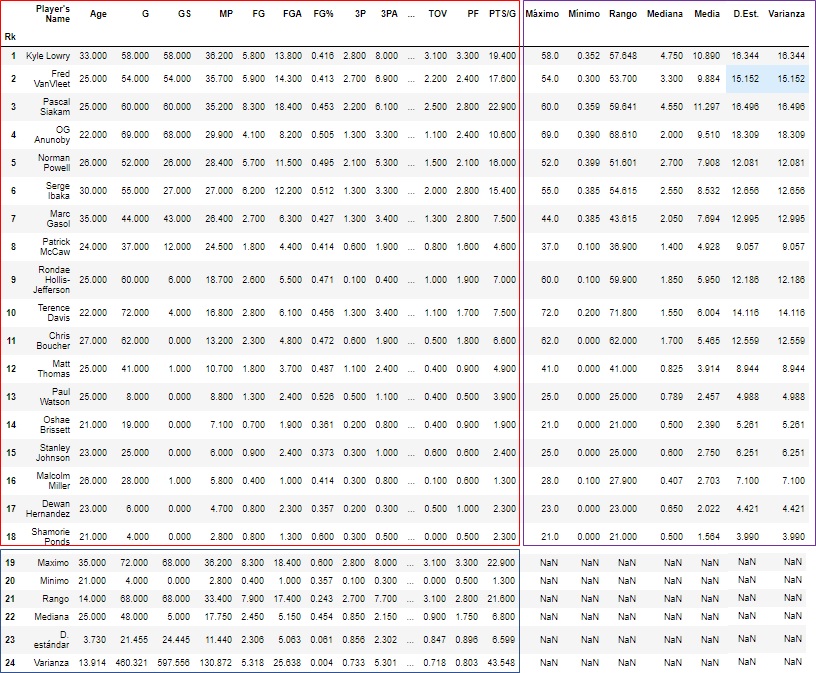 Player's Name Age G GS MP FG FGA FG% 3P 3PA ... TOV PF PTS/G Máximo Mínimo Rango Mediana Media D.Est. Varianza
Rk
1 Kyle Lowry 33.000 58.000 58.000 36.200 5.800 13.800 0.416 2.800 8.000 ... 3.100 3.300 19.400 58.0 0.352 57.648 4.750 10.890 16.344 16.344
2 Fred VanVleet 25.000 54.000 54.000 35.700 5.900 14.300 0.413 2.700 6.900 ... 2.200 2.400 17.600 54.0 0.300 53.700 3.300 9.884 15.152 15.152
3 Pascal Siakam 25.000 60.000 60.000 35.200 8.300 18.400 0.453 2.200 6.100 ... 2.500 2.800 22.900 60.0 0.359 59.641 4.550 11.297 16.496 16.496
4 OG Anunoby 22.000 69.000 68.000 29.900 4.100 8.200 0.505 1.300 3.300 ... 1.100 2.400 10.600 69.0 0.390 68.610 2.000 9.510 18.309 18.309
5 Norman Powell 26.000 52.000 26.000 28.400 5.700 11.500 0.495 2.100 5.300 ... 1.500 2.100 16.000 52.0 0.399 51.601 2.700 7.908 12.081 12.081
6 Serge Ibaka 30.000 55.000 27.000 27.000 6.200 12.200 0.512 1.300 3.300 ... 2.000 2.800 15.400 55.0 0.385 54.615 2.550 8.532 12.656 12.656
7 Marc Gasol 35.000 44.000 43.000 26.400 2.700 6.300 0.427 1.300 3.400 ... 1.300 2.800 7.500 44.0 0.385 43.615 2.050 7.694 12.995 12.995
8 Patrick McCaw 24.000 37.000 12.000 24.500 1.800 4.400 0.414 0.600 1.900 ... 0.800 1.600 4.600 37.0 0.100 36.900 1.400 4.928 9.057 9.057
9 Rondae Hollis-Jefferson 25.000 60.000 6.000 18.700 2.600 5.500 0.471 0.100 0.400 ... 1.000 1.900 7.000 60.0 0.100 59.900 1.850 5.950 12.186 12.186
10 Terence Davis 22.000 72.000 4.000 16.800 2.800 6.100 0.456 1.300 3.400 ... 1.100 1.700 7.500 72.0 0.200 71.800 1.550 6.004 14.116 14.116
11 Chris Boucher 27.000 62.000 0.000 13.200 2.300 4.800 0.472 0.600 1.900 ... 0.500 1.800 6.600 62.0 0.000 62.000 1.700 5.465 12.559 12.559
12 Matt Thomas 25.000 41.000 1.000 10.700 1.800 3.700 0.487 1.100 2.400 ... 0.400 0.900 4.900 41.0 0.000 41.000 0.825 3.914 8.944 8.944
13 Paul Watson 25.000 8.000 0.000 8.800 1.300 2.400 0.526 0.500 1.100 ... 0.400 0.500 3.900 25.0 0.000 25.000 0.789 2.457 4.988 4.988
14 Oshae Brissett 21.000 19.000 0.000 7.100 0.700 1.900 0.361 0.200 0.800 ... 0.400 0.900 1.900 21.0 0.000 21.000 0.500 2.390 5.261 5.261
15 Stanley Johnson 23.000 25.000 0.000 6.000 0.900 2.400 0.373 0.300 1.000 ... 0.600 0.600 2.400 25.0 0.000 25.000 0.600 2.750 6.251 6.251
16 Malcolm Miller 26.000 28.000 1.000 5.800 0.400 1.000 0.414 0.300 0.800 ... 0.100 0.600 1.300 28.0 0.100 27.900 0.407 2.703 7.100 7.100
17 Dewan Hernandez 23.000 6.000 0.000 4.700 0.800 2.300 0.357 0.200 0.300 ... 0.500 1.000 2.300 23.0 0.000 23.000 0.650 2.022 4.421 4.421
18 Shamorie Ponds 21.000 4.000 0.000 2.800 0.800 1.300 0.600 0.300 0.500 ... 0.000 0.500 2.300 21.0 0.000 21.000 0.500 1.564 3.990 3.990
19 Maximo 35.000 72.000 68.000 36.200 8.300 18.400 0.600 2.800 8.000 ... 3.100 3.300 22.900 NaN NaN NaN NaN NaN NaN NaN
20 Minimo 21.000 4.000 0.000 2.800 0.400 1.000 0.357 0.100 0.300 ... 0.000 0.500 1.300 NaN NaN NaN NaN NaN NaN NaN
21 Rango 14.000 68.000 68.000 33.400 7.900 17.400 0.243 2.700 7.700 ... 3.100 2.800 21.600 NaN NaN NaN NaN NaN NaN NaN
22 Mediana 25.000 48.000 5.000 17.750 2.450 5.150 0.454 0.850 2.150 ... 0.900 1.750 6.800 NaN NaN NaN NaN NaN NaN NaN
23 D. estándar 3.730 21.455 24.445 11.440 2.306 5.063 0.061 0.856 2.302 ... 0.847 0.896 6.599 NaN NaN NaN NaN NaN NaN NaN
24 Varianza 13.914 460.321 597.556 130.872 5.318 25.638 0.004 0.733 5.301 ... 0.718 0.803 43.548 NaN NaN NaN NaN NaN NaN NaN